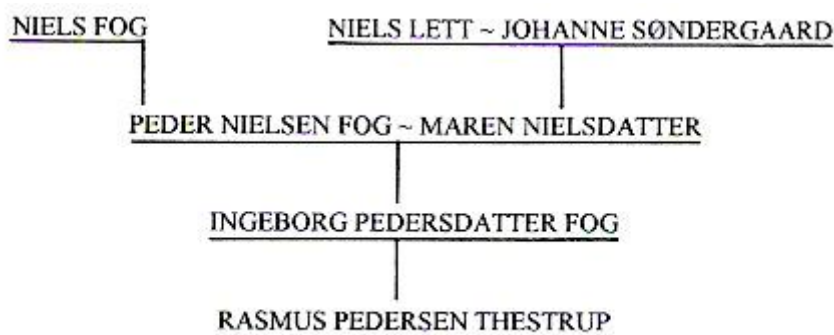 NIELS FOG
NIELS LETT ~ JOHANNE SØNDERGAARD
PEDER NIELSEN FOG ~ MAREN NIELSDATTER
INGEBORG PEDERSDATTER FOG
RASMUS PEDERSEN THESTRUP